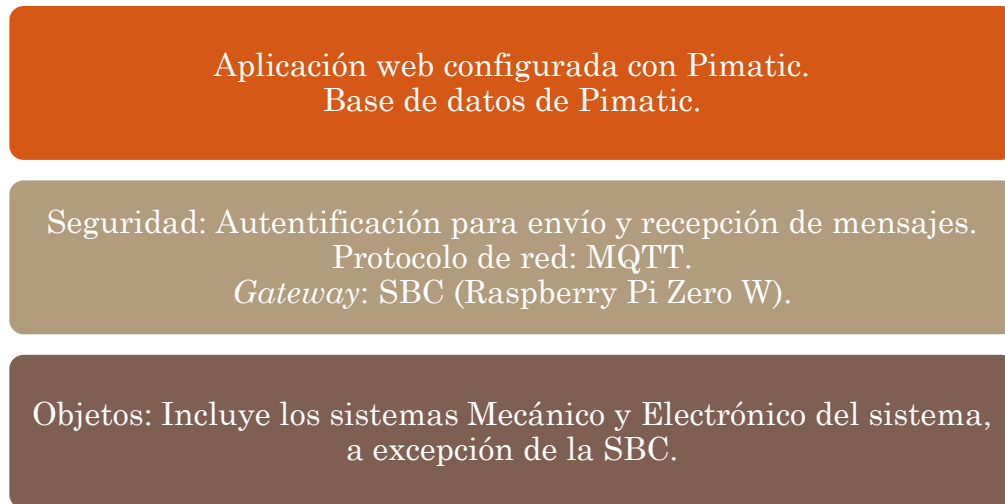 Aplicación web configurada con Pimatic.
Base de datos de Pimatic.
Seguridad: Autentificación para envío y recepción de mensajes.
Protocolo de red: MQTT.
Gateway: SBC (Raspberry Pi Zero W).
Objetos: Incluye los sistemas Mecánico y Electrónico del sistema,
a excepción de la SBC.